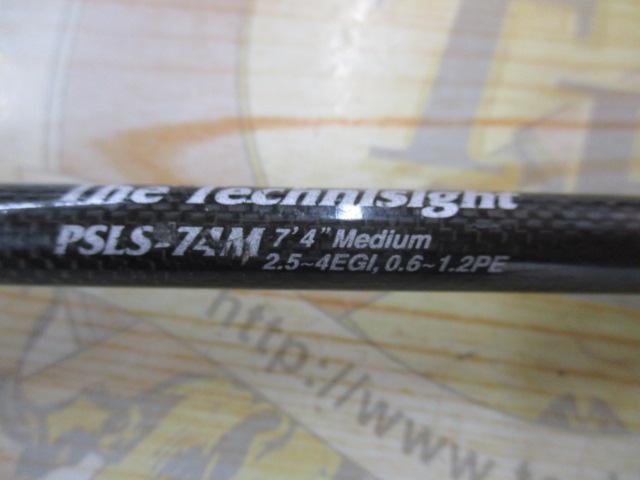 The Technisight
PSLS-74M 7'4" Medium
2.5~4EGI, 0.6~1.2PE
http://www.